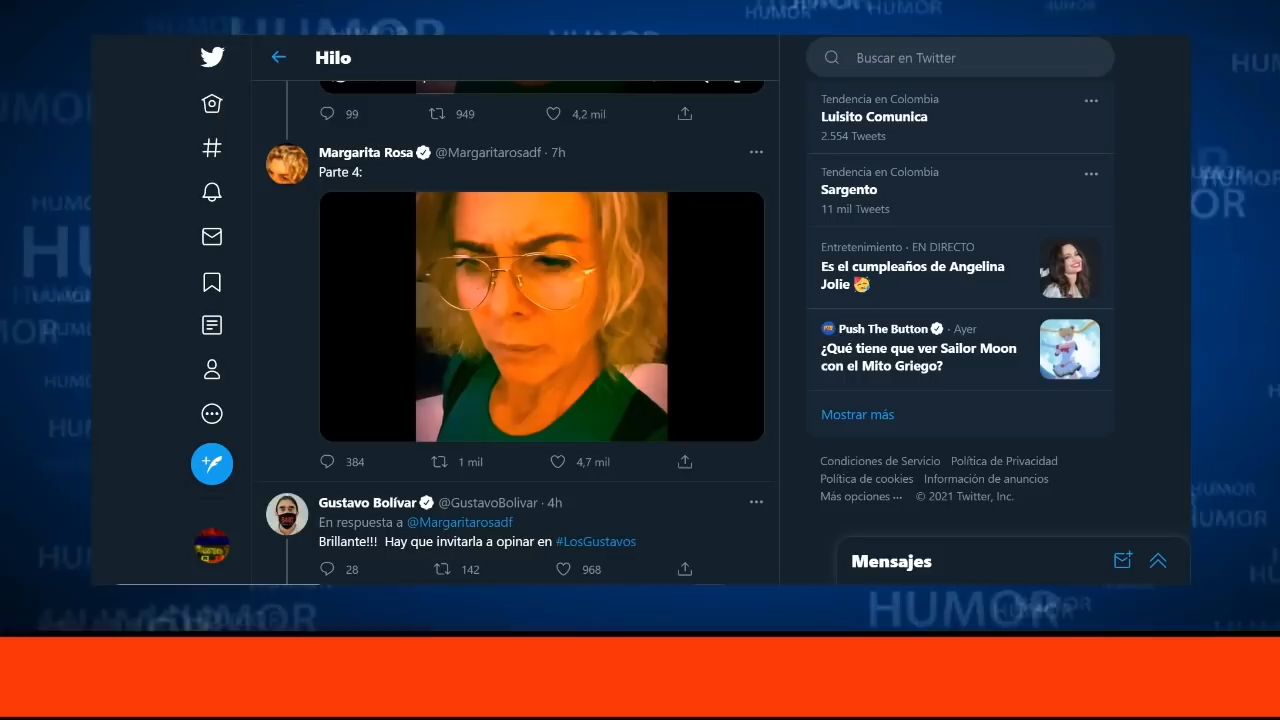 Hilo
99 949 4,2 mil
Margarita Rosa @Margaritarosadf · 7h
Parte 4:
384 1 mil 4,7 mil
Gustavo Bolívar @GustavoBolivar · 4h
En respuesta a @Margaritarosadf
Brillante!!! Hay que invitarla a opinar en #LosGustavos
28 142 968
Buscar en Twitter
Tendencia en Colombia
Luisito Comunica
2.554 Tweets
Tendencia en Colombia
Sargento
11 mil Tweets
Entretenimiento · EN DIRECTO
Es el cumpleaños de Angelina
Jolie
Push The Button · Ayer
¿Qué tiene que ver Sailor Moon
con el Mito Griego?
Mostrar más
Condiciones de Servicio Política de Privacidad
Política de cookies Información de anuncios
Más opciones ··· © 2021 Twitter, Inc.
Mensajes
HUMOR
HUMOR
HUMOR
HUMOR
HUMOR
HUMOR